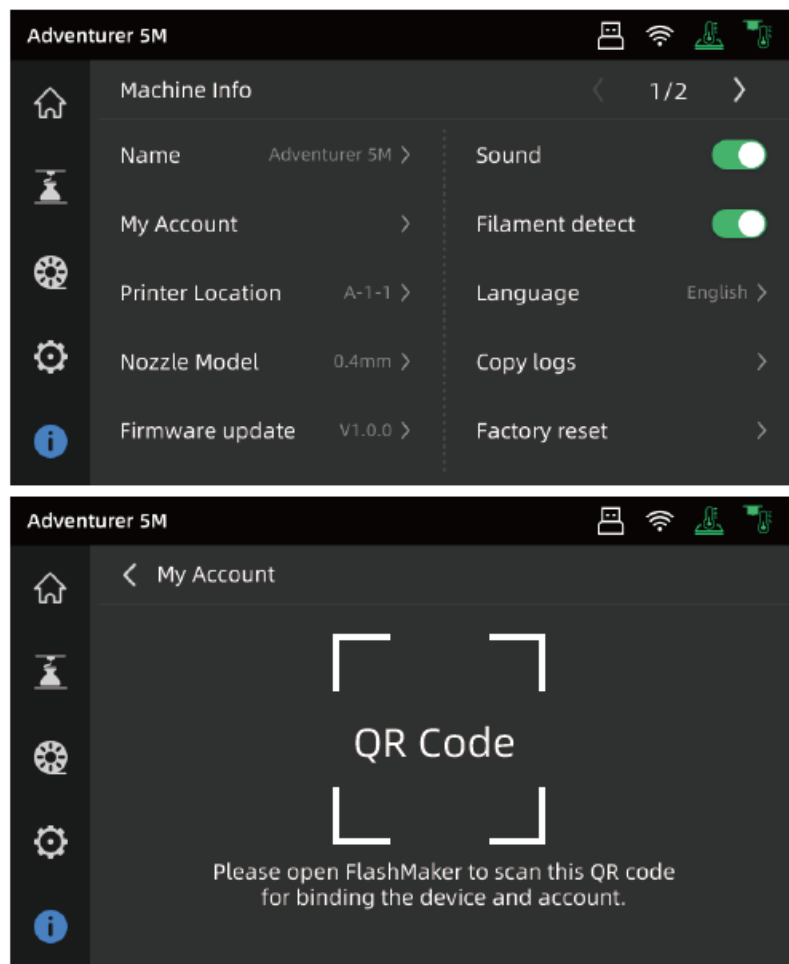 Adventurer 5M
Machine Info
1/2
Name Adventurer 5M
Sound
My Account
Filament detect
Printer Location A-1-1
Language English
Nozzle Model 0.4mm
Copy logs
Firmware update V1.0.0
Factory reset
Adventurer 5M
My Account
QR Code
Please open FlashMaker to scan this QR code
for binding the device and account.